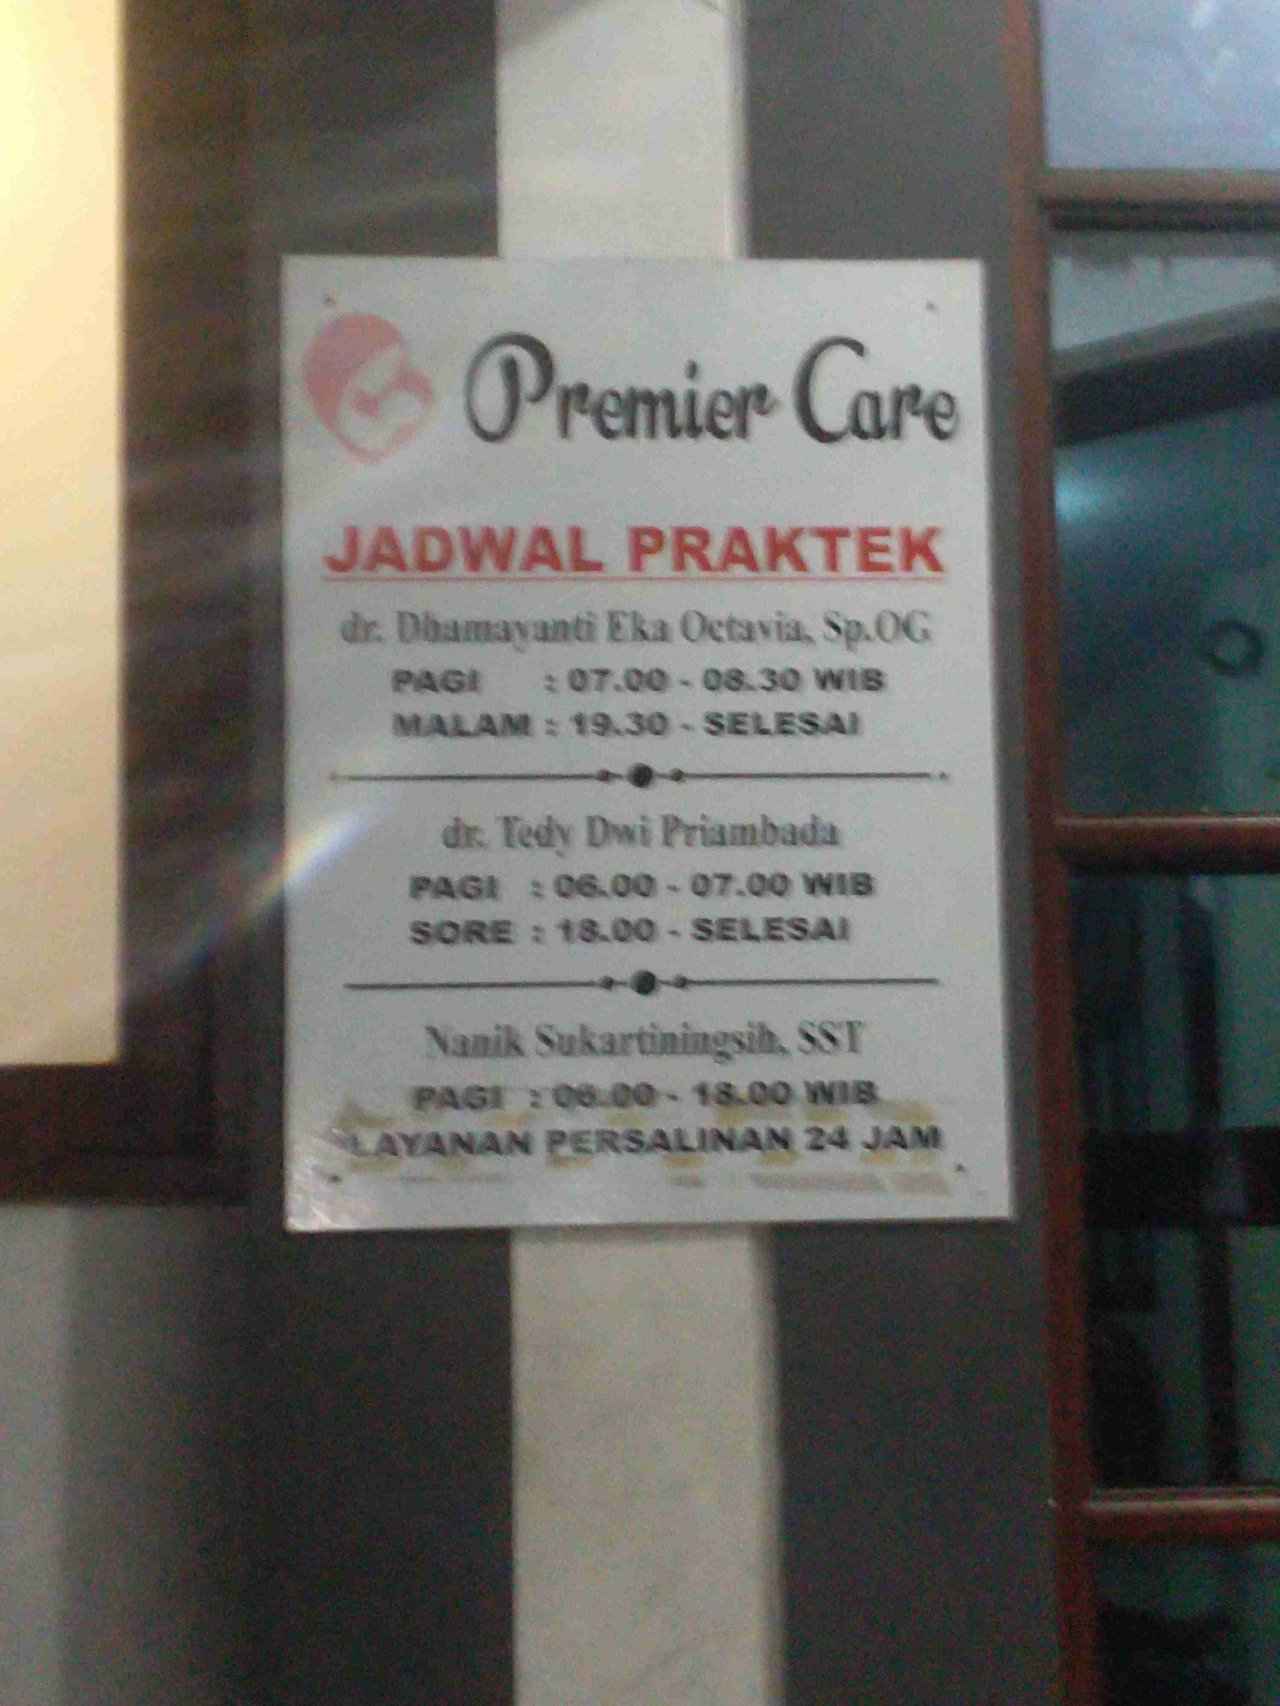 Premier Care
JADWAL PRAKTEK
dr. Dhamayanti Eka Octavia, Sp.OG
PAGI : 07.00 - 08.30 WIB
MALAM : 19.30 - SELESAI
dr. Tedy Dwi Priambada
PAGI : 06.00 - 07.00 WIB
SORE : 18.00 - SELESAI
Nanik Sukartiningsih, SST
PAGI : 06.00 - 18.00 WIB
LAYANAN PERSALINAN 24 JAM